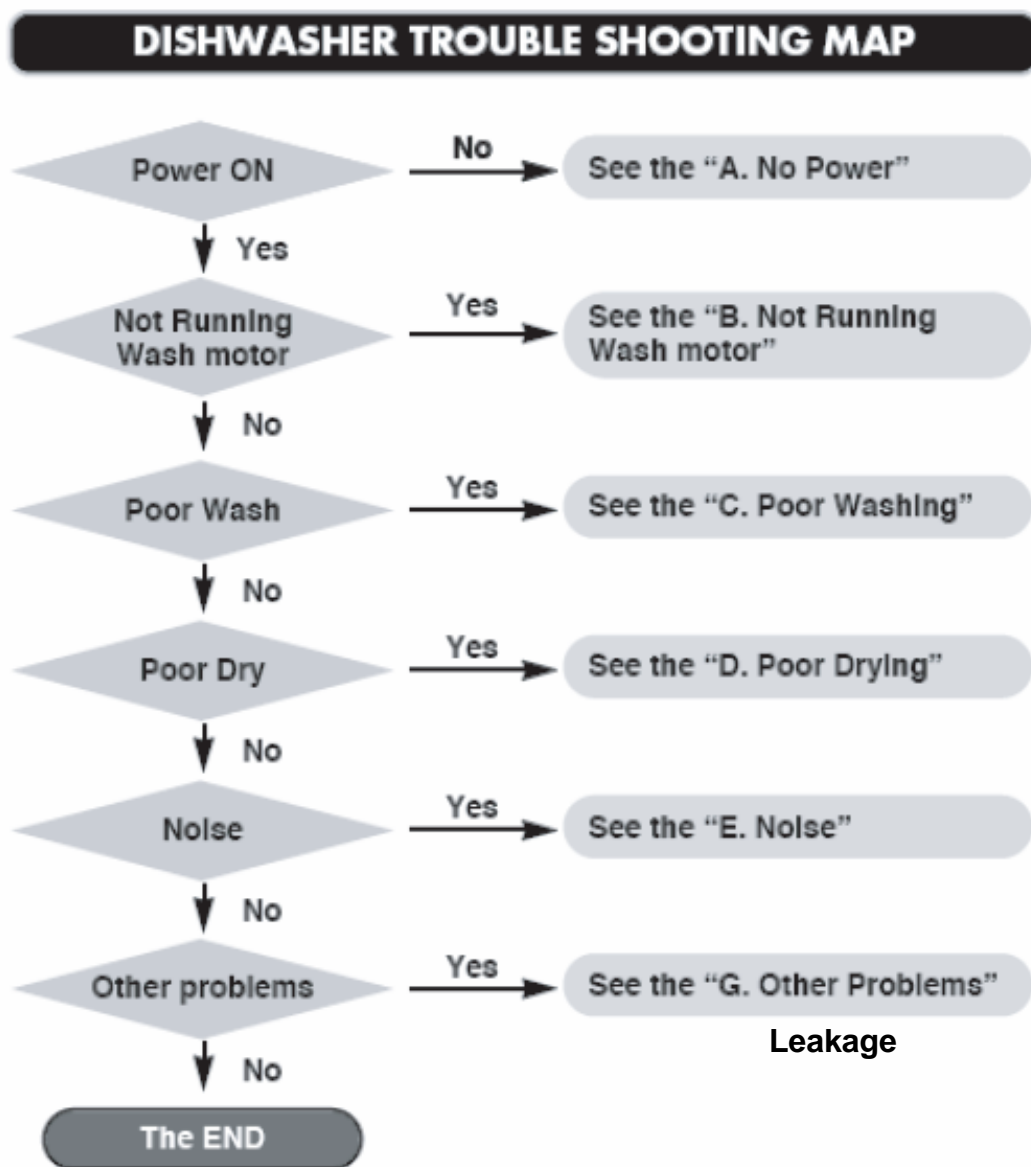 DISHWASHER TROUBLE SHOOTING MAP
Power ON
No
See the “A. No Power”
Yes
Not Running
Wash motor
Yes
See the “B. Not Running
Wash motor”
No
Poor Wash
Yes
See the “C. Poor Washing”
No
Poor Dry
Yes
See the “D. Poor Drying”
No
Noise
Yes
See the “E. Noise”
No
Other problems
Yes
See the “G. Other Problems”
Leakage
No
The END